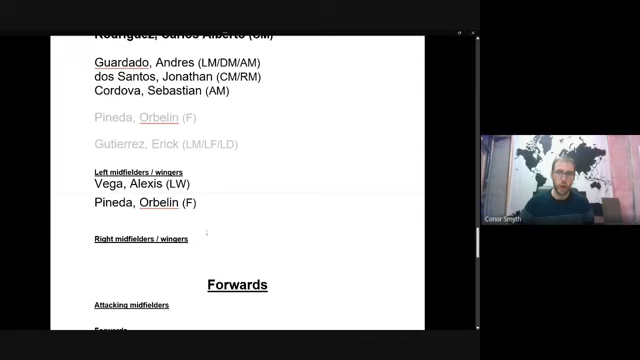 Rodriguez, Carlos Alberto (CM)
Guardado, Andres (LM/DM/AM)
dos Santos, Jonathan (CM/RM)
Cordova, Sebastian (AM)
Pineda, Orbelin (F)
Gutierrez, Erick (LM/LF/LD)
Left midfielders / wingers
Vega, Alexis (LW)
Pineda, Orbelin (F)
Right midfielders / wingers
Forwards
Attacking midfielders
Forwards
Conor Smyth